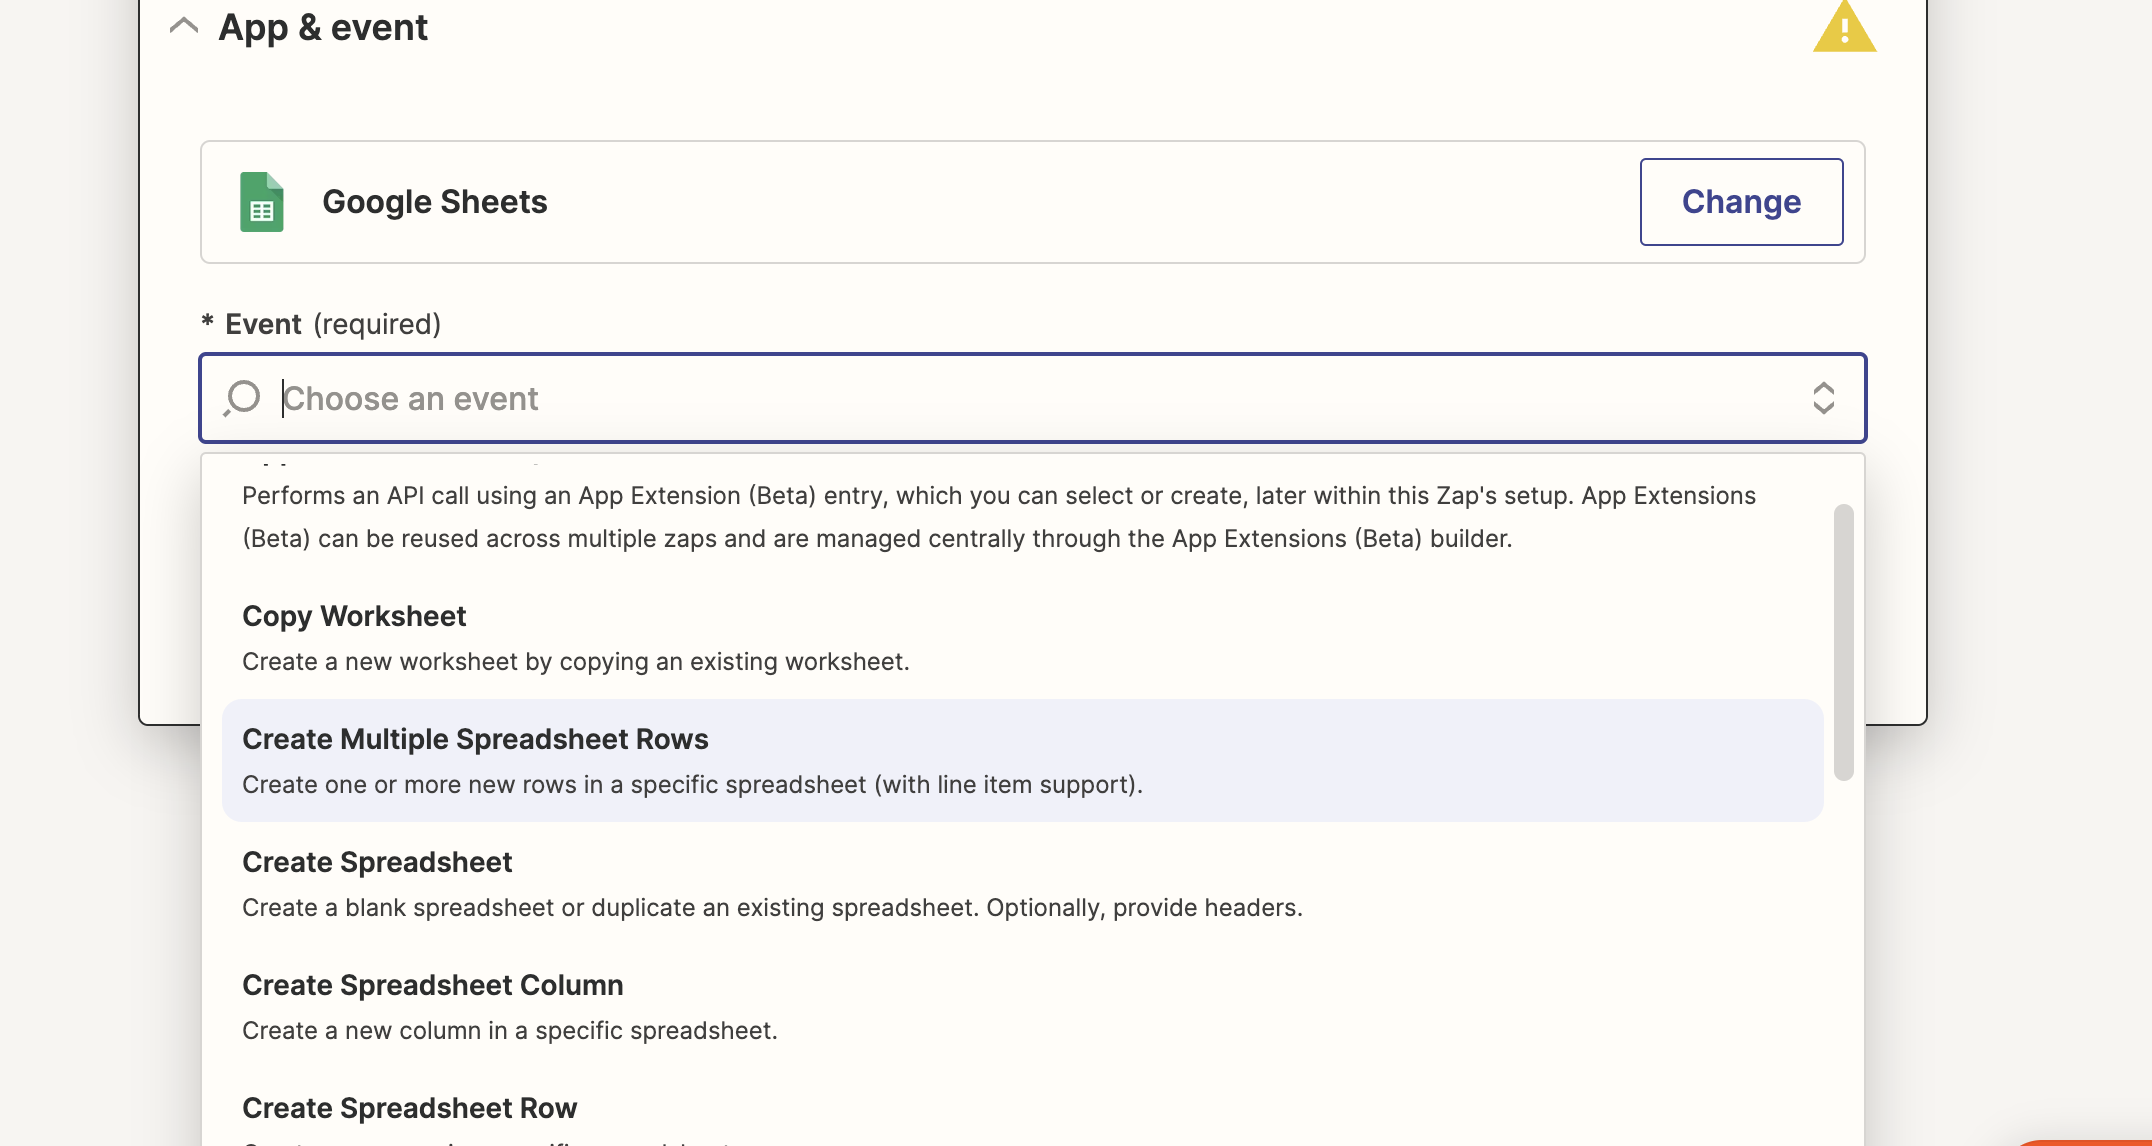 App & event
Google Sheets
Change
* Event (required)
Choose an event
Performs an API call using an App Extension (Beta) entry, which you can select or create, later within this Zap's setup. App Extensions
(Beta) can be reused across multiple zaps and are managed centrally through the App Extensions (Beta) builder.
Copy Worksheet
Create a new worksheet by copying an existing worksheet.
Create Multiple Spreadsheet Rows
Create one or more new rows in a specific spreadsheet (with line item support).
Create Spreadsheet
Create a blank spreadsheet or duplicate an existing spreadsheet. Optionally, provide headers.
Create Spreadsheet Column
Create a new column in a specific spreadsheet.
Create Spreadsheet Row